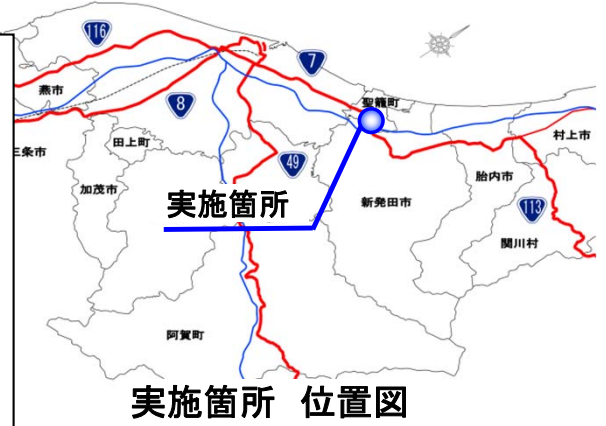 116
7
燕市
8
聖籠町
三条市
田上町
49
村上市
加茂市
胎内市
実施箇所
新発田市
113
関川村
阿賀町
実施箇所 位置図